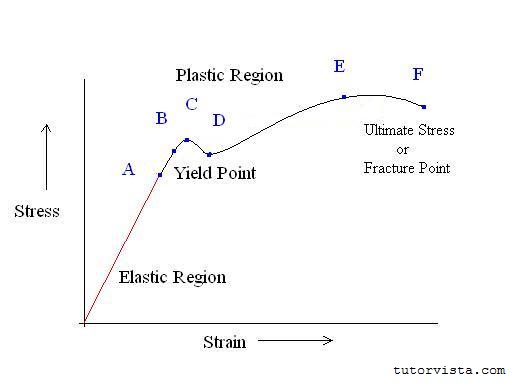 Plastic Region
E
F
C
B
D
Ultimate Stress
or
Fracture Point
A
Yield Point
Stress
Elastic Region
Strain
tutorvista.com